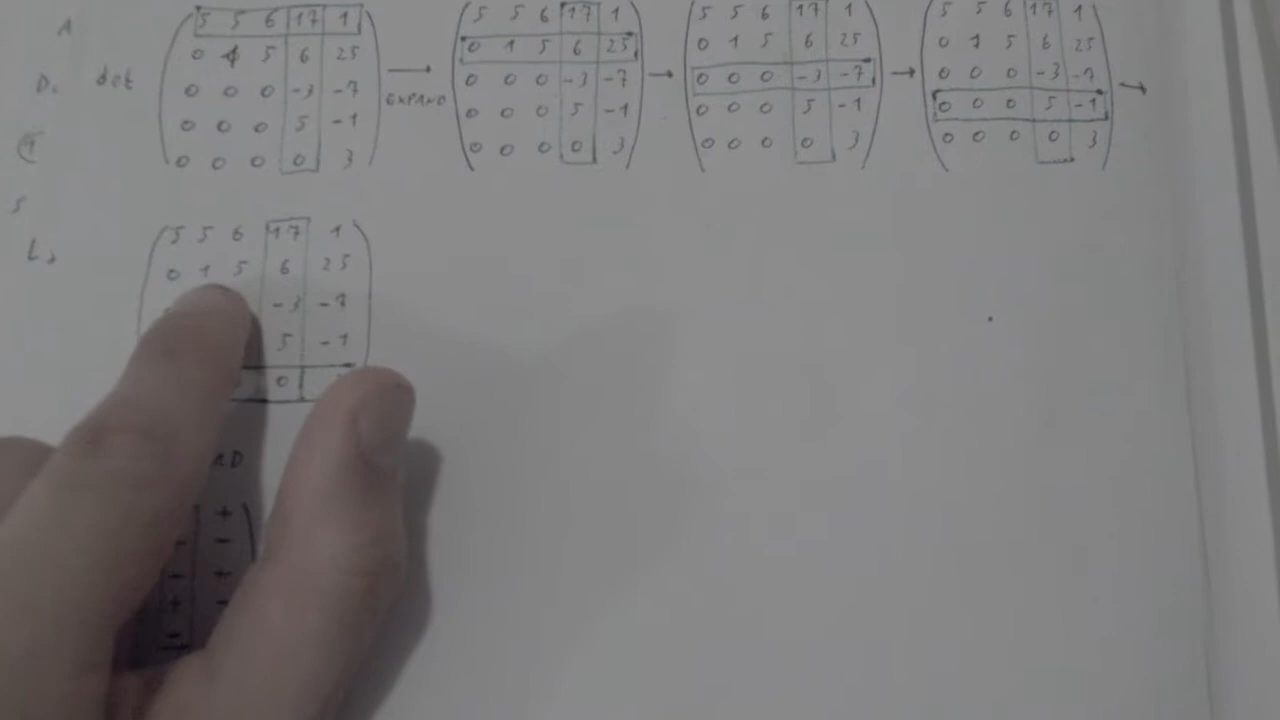 A
D.
det
5 5 6 17 1
0 1 5 6 25
0 0 0 -3 -7
0 0 0 5 -1
0 0 0 0 3
EXPAND
5 5 6 17 1
0 1 5 6 25
0 0 0 -3 -7
0 0 0 5 -1
0 0 0 0 3
5 5 6 17 1
0 1 5 6 25
0 0 0 -3 -7
0 0 0 5 -1
0 0 0 0 3
5 5 6 17 1
0 1 5 6 25
0 0 0 -3 -7
0 0 0 5 -1
0 0 0 0 3
5 5 6 17 1
0 1 5 6 25
-3 -7
5 -1
0
+
-
+ +
+ -
-
+